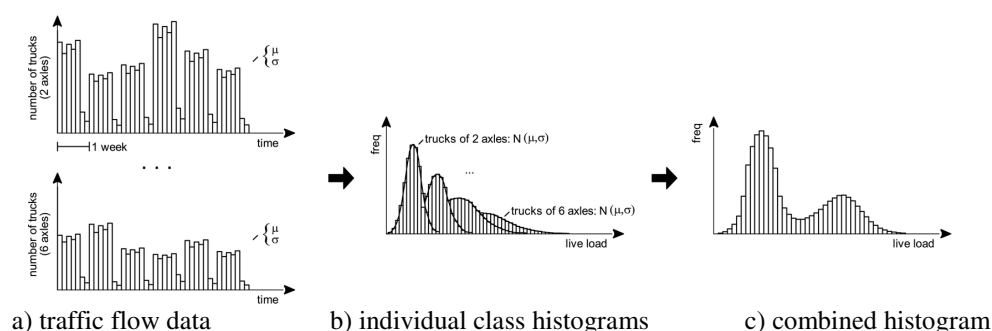 number of trucks
(2 axles)
{ μ
σ
time
1 week
. . .
number of trucks
(6 axles)
{ μ
σ
time
a) traffic flow data
freq
trucks of 2 axles: N (μ,σ)
...
trucks of 6 axles: N(μ,σ)
live load
b) individual class histograms
freq
live load
c) combined histogram